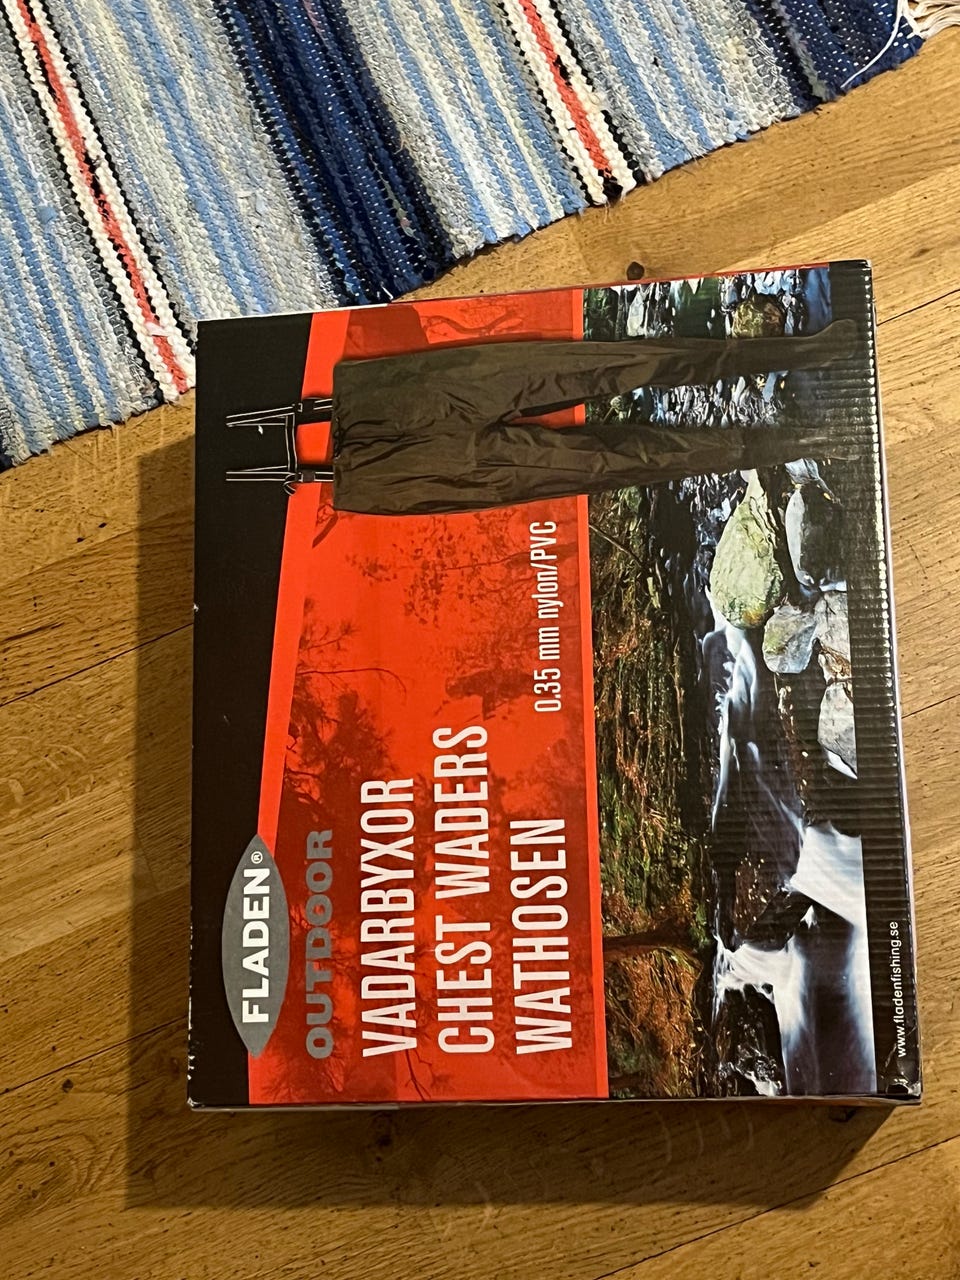 FLADEN®
OUTDOOR
VADARBYXOR
CHEST WADERS
WATHOSEN
0.35 mm nylon/PVC
www.fladenfishing.se